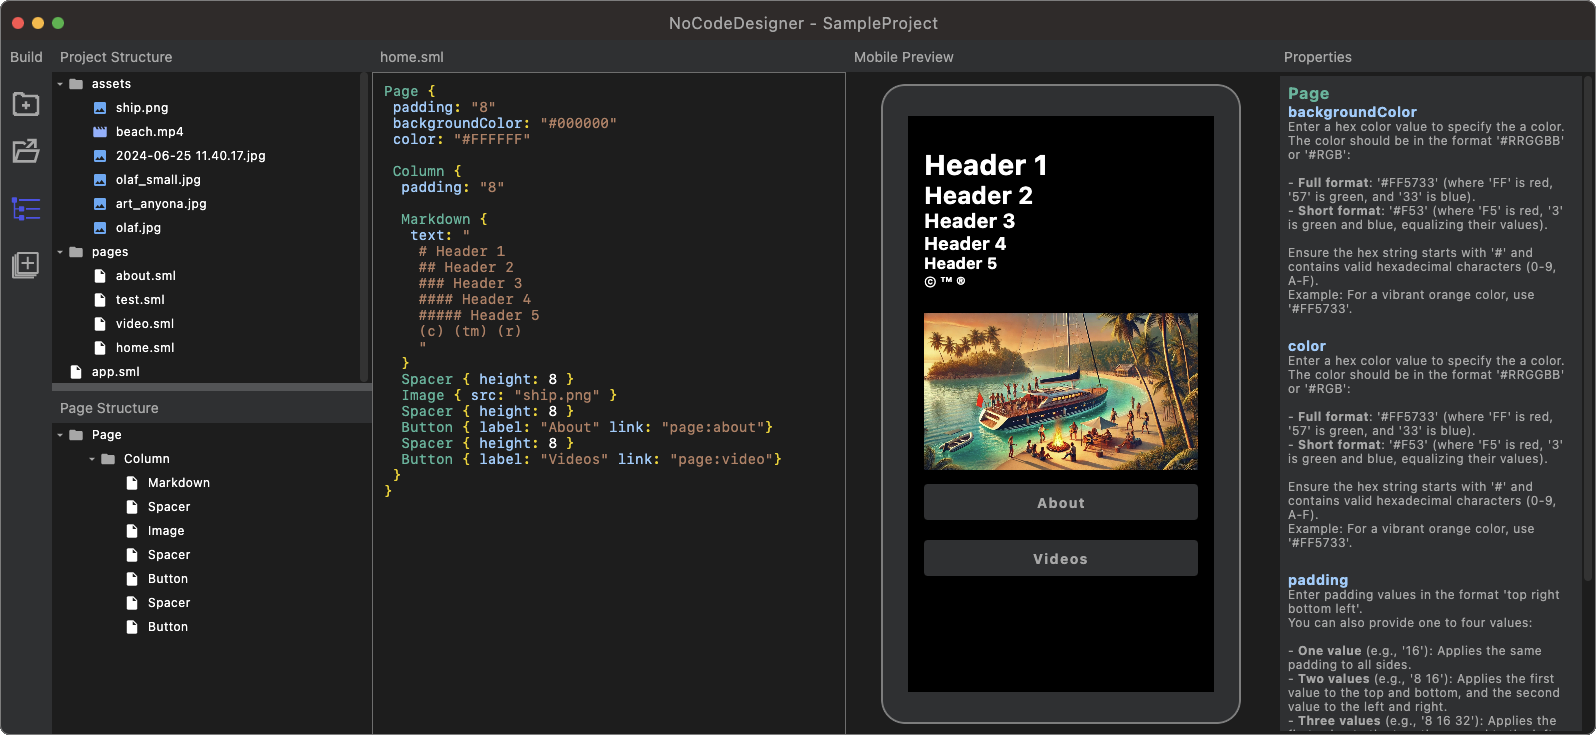 NoCodeDesigner - SampleProject
Build
Project Structure
assets
ship.png
beach.mp4
2024-06-25 11.40.17.jpg
olaf_small.jpg
art_anyona.jpg
olaf.jpg
pages
about.sml
test.sml
video.sml
home.sml
app.sml
Page Structure
Page
Column
Markdown
Spacer
Image
Spacer
Button
Spacer
Button
home.sml
Page {
padding: "8"
backgroundColor: "#000000"
color: "#FFFFFF"
Column {
padding: "8"
Markdown {
text: "
# Header 1
## Header 2
### Header 3
#### Header 4
##### Header 5
(c) (tm) (r)
"
}
Spacer { height: 8 }
Image { src: "ship.png" }
Spacer { height: 8 }
Button { label: "About" link: "page:about"}
Spacer { height: 8 }
Button { label: "Videos" link: "page:video"}
}
}
Mobile Preview
Header 1
Header 2
Header 3
Header 4
Header 5
© ™ ®
About
Videos
Properties
Page
backgroundColor
Enter a hex color value to specify the a color.
The color should be in the format '#RRGGBB'
or '#RGB':
- Full format: '#FF5733' (where 'FF' is red,
'57' is green, and '33' is blue).
- Short format: '#F53' (where 'F5' is red, '3'
is green and blue, equalizing their values).
Ensure the hex string starts with '#' and
contains valid hexadecimal characters (0-9,
A-F).
Example: For a vibrant orange color, use
'#FF5733'.
color
Enter a hex color value to specify the a color.
The color should be in the format '#RRGGBB'
or '#RGB':
- Full format: '#FF5733' (where 'FF' is red,
'57' is green, and '33' is blue).
- Short format: '#F53' (where 'F5' is red, '3'
is green and blue, equalizing their values).
Ensure the hex string starts with '#' and
contains valid hexadecimal characters (0-9,
A-F).
Example: For a vibrant orange color, use
'#FF5733'.
padding
Enter padding values in the format 'top right
bottom left'.
You can also provide one to four values:
- One value (e.g., '16'): Applies the same
padding to all sides.
- Two values (e.g., '8 16'): Applies the first
value to the top and bottom, and the second
value to the left and right.
- Three values (e.g., '8 16 32'): Applies the